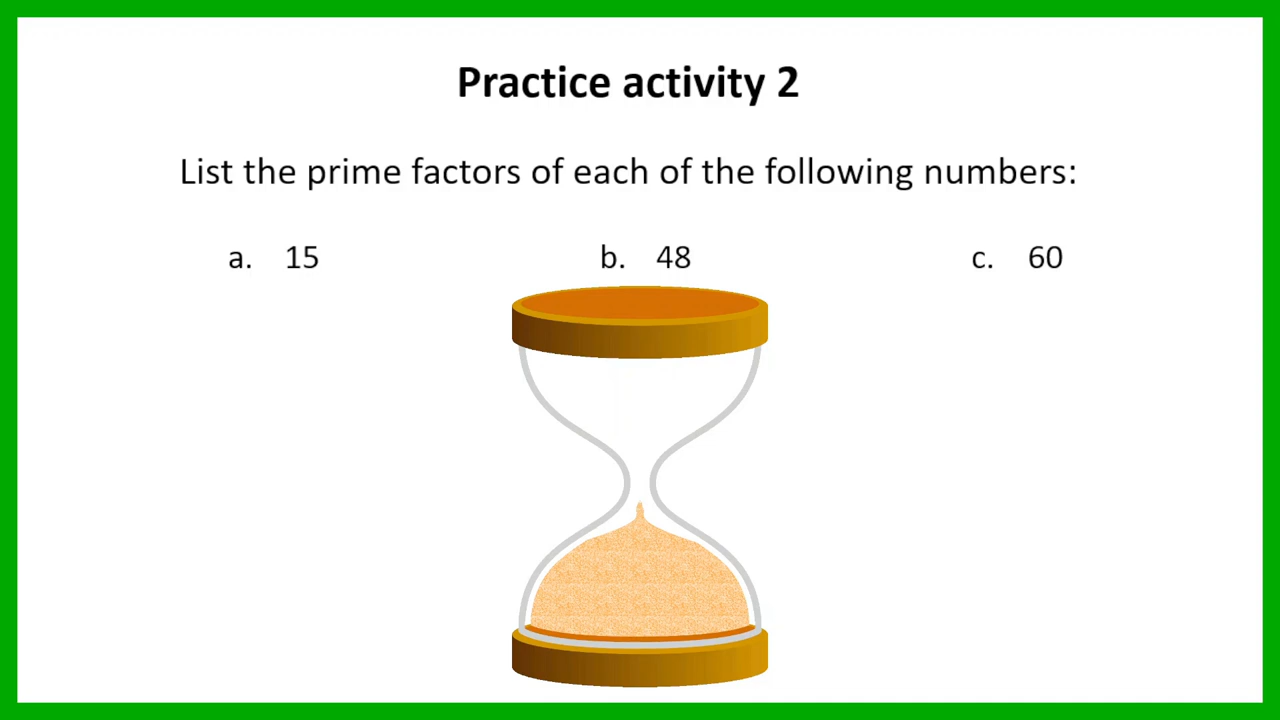 Practice activity 2
List the prime factors of each of the following numbers:
a. 15 b. 48 c. 60